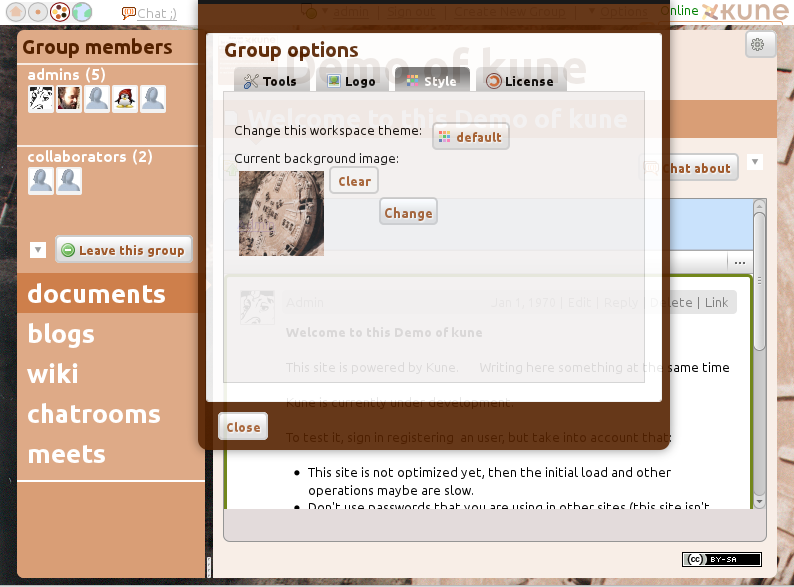 Chat ;)
admin | Sign out | Create New Group | Options
Online
kune
Group members
admins (5)
collaborators (2)
Leave this group
documents
blogs
wiki
chatrooms
meets
Group options
Demo of kune
Tools
Logo
Style
License
Welcome to this Demo of kune
Change this workspace theme:
default
Current background image:
Clear
Change
Chat about
...
Admin
Jan 1, 1970 | Edit | Reply | Delete | Link
Welcome to this Demo of kune
This site is powered by Kune. Writing here something at the same time
Kune is currently under development.
To test it, sign in registering an user, but take into account that:
This site is not optimized yet, then the initial load and other
operations maybe are slow.
Don't use passwords that you are using in other sites (this site isn't
Close
cc BY-SA